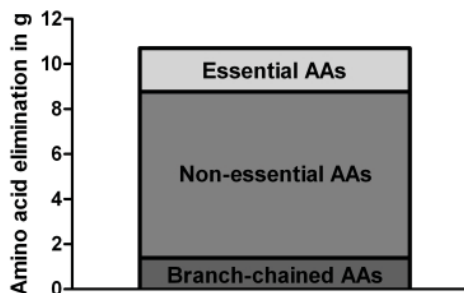 Amino acid elimination in g
12
10
8
6
4
2
0
Essential AAs
Non-essential AAs
Branch-chained AAs